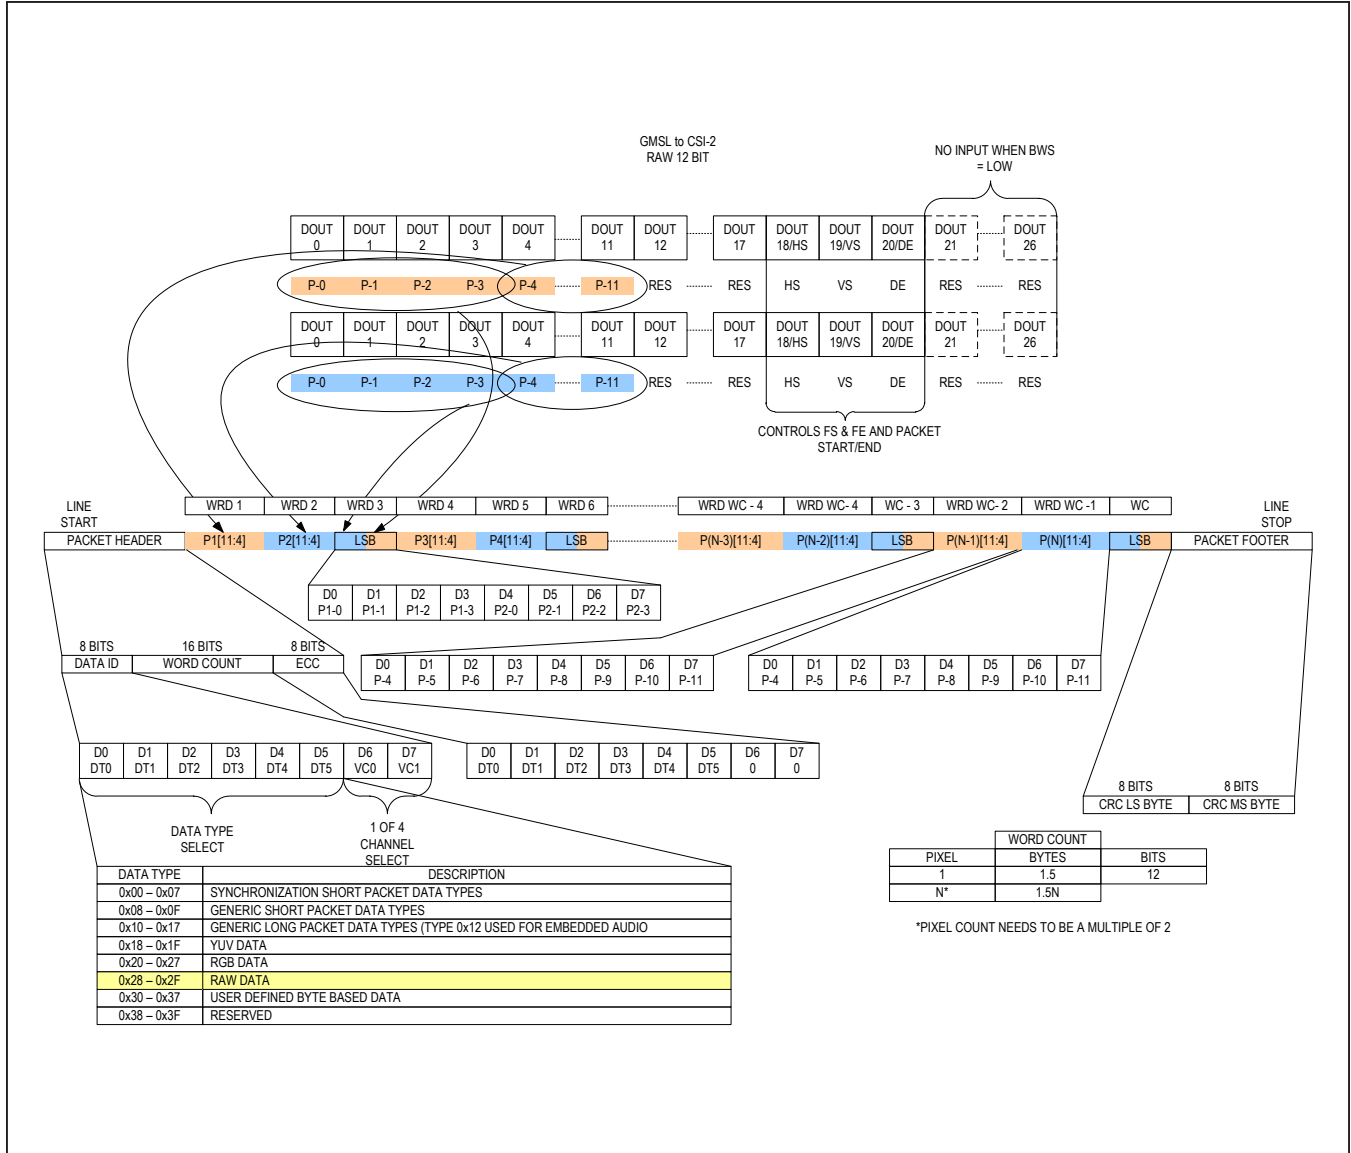 GMSL to CSI-2
RAW 12 BIT
NO INPUT WHEN BWS
= LOW
DOUT 0 DOUT 1 DOUT 2 DOUT 3 DOUT 4 DOUT 11 DOUT 12 DOUT 17 DOUT 18/HS DOUT 19/VS DOUT 20/DE DOUT 21 DOUT 26
P-0 P-1 P-2 P-3 P-4 P-11 RES RES HS VS DE RES RES
DOUT 0 DOUT 1 DOUT 2 DOUT 3 DOUT 4 DOUT 11 DOUT 12 DOUT 17 DOUT 18/HS DOUT 19/VS DOUT 20/DE DOUT 21 DOUT 26
P-0 P-1 P-2 P-3 P-4 P-11 RES RES HS VS DE RES RES
CONTROLS FS & FE AND PACKET
START/END
LINE
START
WRD 1 WRD 2 WRD 3 WRD 4 WRD 5 WRD 6 WRD WC - 4 WRD WC- 4 WC - 3 WRD WC- 2 WRD WC -1 WC
LINE
STOP
PACKET HEADER P1[11:4] P2[11:4] LSB P3[11:4] P4[11:4] LSB P(N-3)[11:4] P(N-2)[11:4] LSB P(N-1)[11:4] P(N)[11:4] LSB PACKET FOOTER
D0 D1 D2 D3 D4 D5 D6 D7
P1-0 P1-1 P1-2 P1-3 P2-0 P2-1 P2-2 P2-3
8 BITS 16 BITS 8 BITS
DATA ID WORD COUNT ECC
D0 D1 D2 D3 D4 D5 D6 D7
P-4 P-5 P-6 P-7 P-8 P-9 P-10 P-11
D0 D1 D2 D3 D4 D5 D6 D7
P-4 P-5 P-6 P-7 P-8 P-9 P-10 P-11
D0 D1 D2 D3 D4 D5 D6 D7
DT0 DT1 DT2 DT3 DT4 DT5 VC0 VC1
D0 D1 D2 D3 D4 D5 D6 D7
DT0 DT1 DT2 DT3 DT4 DT5 0 0
8 BITS 8 BITS
CRC LS BYTE CRC MS BYTE
DATA TYPE
SELECT
1 OF 4
CHANNEL
SELECT
DATA TYPE DESCRIPTION
0x00 – 0x07 SYNCHRONIZATION SHORT PACKET DATA TYPES
0x08 – 0x0F GENERIC SHORT PACKET DATA TYPES
0x10 – 0x17 GENERIC LONG PACKET DATA TYPES (TYPE 0x12 USED FOR EMBEDDED AUDIO
0x18 – 0x1F YUV DATA
0x20 – 0x27 RGB DATA
0x28 – 0x2F RAW DATA
0x30 – 0x37 USER DEFINED BYTE BASED DATA
0x38 – 0x3F RESERVED
WORD COUNT
PIXEL BYTES BITS
1 1.5 12
N* 1.5N
*PIXEL COUNT NEEDS TO BE A MULTIPLE OF 2